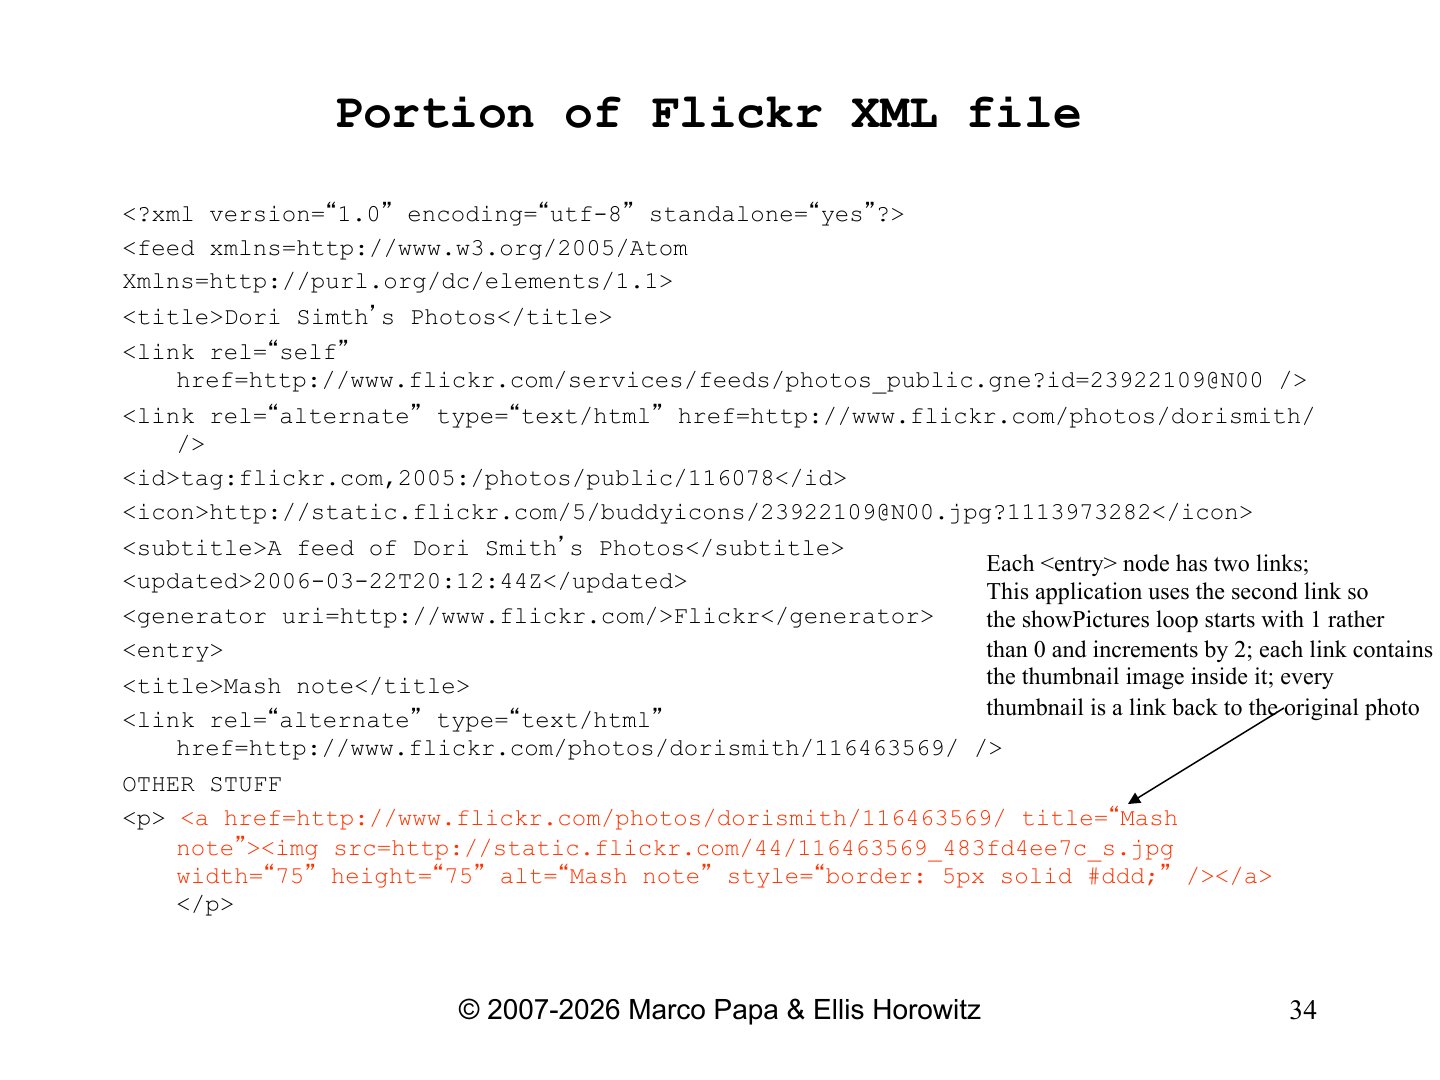 Portion of Flickr XML file
<?xml version=“1.0” encoding=“utf-8” standalone=“yes”?>
<feed xmlns=http://www.w3.org/2005/Atom
Xmlns=http://purl.org/dc/elements/1.1>
<title>Dori Simth’s Photos</title>
<link rel=“self”
href=http://www.flickr.com/services/feeds/photos_public.gne?id=23922109@N00 />
<link rel=“alternate” type=“text/html” href=http://www.flickr.com/photos/dorismith/
/>
<id>tag:flickr.com,2005:/photos/public/116078</id>
<icon>http://static.flickr.com/5/buddyicons/23922109@N00.jpg?1113973282</icon>
<subtitle>A feed of Dori Smith’s Photos</subtitle>
<updated>2006-03-22T20:12:44Z</updated>
<generator uri=http://www.flickr.com/>Flickr</generator>
<entry>
<title>Mash note</title>
<link rel=“alternate” type=“text/html”
href=http://www.flickr.com/photos/dorismith/116463569/ />
OTHER STUFF
<p> <a href=http://www.flickr.com/photos/dorismith/116463569/ title=“Mash
note”><img src=http://static.flickr.com/44/116463569_483fd4ee7c_s.jpg
width=“75” height=“75” alt=“Mash note” style=“border: 5px solid #ddd;” /></a>
</p>
Each <entry> node has two links;
This application uses the second link so
the showPictures loop starts with 1 rather
than 0 and increments by 2; each link contains
the thumbnail image inside it; every
thumbnail is a link back to the original photo
© 2007-2026 Marco Papa & Ellis Horowitz
34